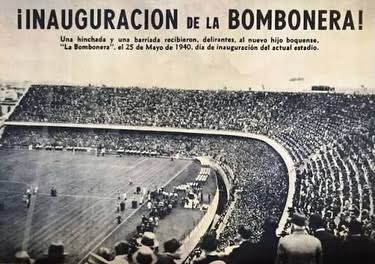 ¡INAUGURACION DE LA BOMBONERA!
Una hinchada y una barriada recibieron, delirantes, al nuevo hijo boquense.
"La Bombonera", el 25 de Mayo de 1940, día de inauguración del actual estadio.